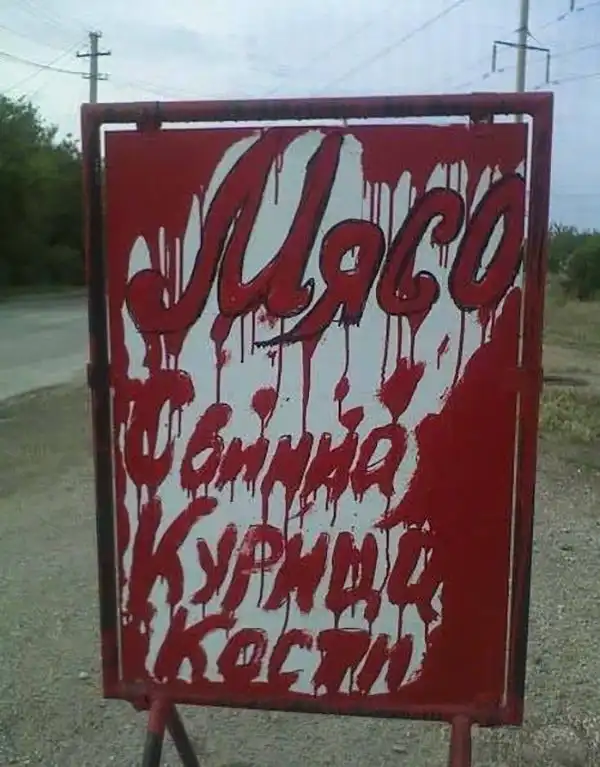 Мясо
Свинина
Курица
Кости